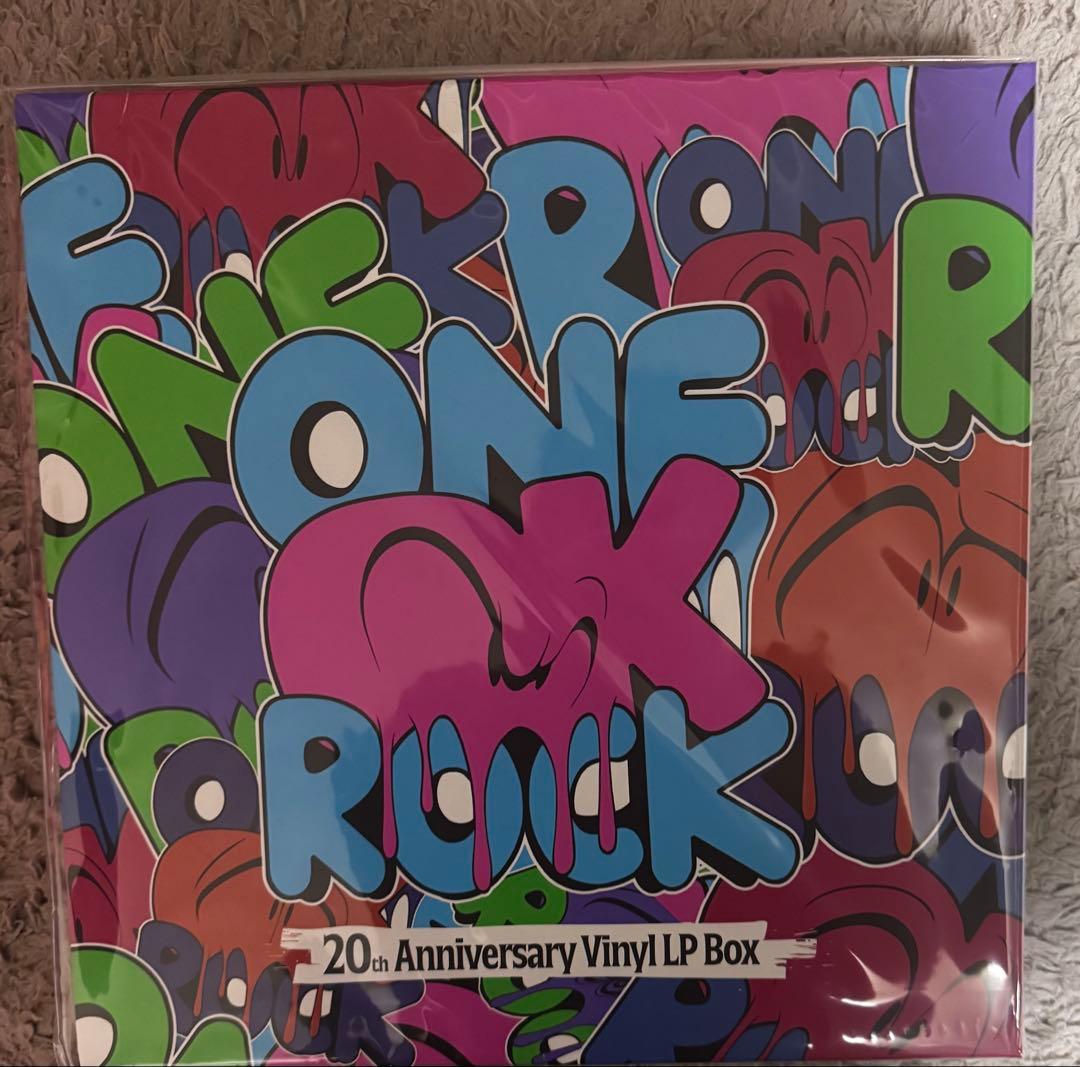 ONE
OK
ROCK
20th Anniversary Vinyl LP Box